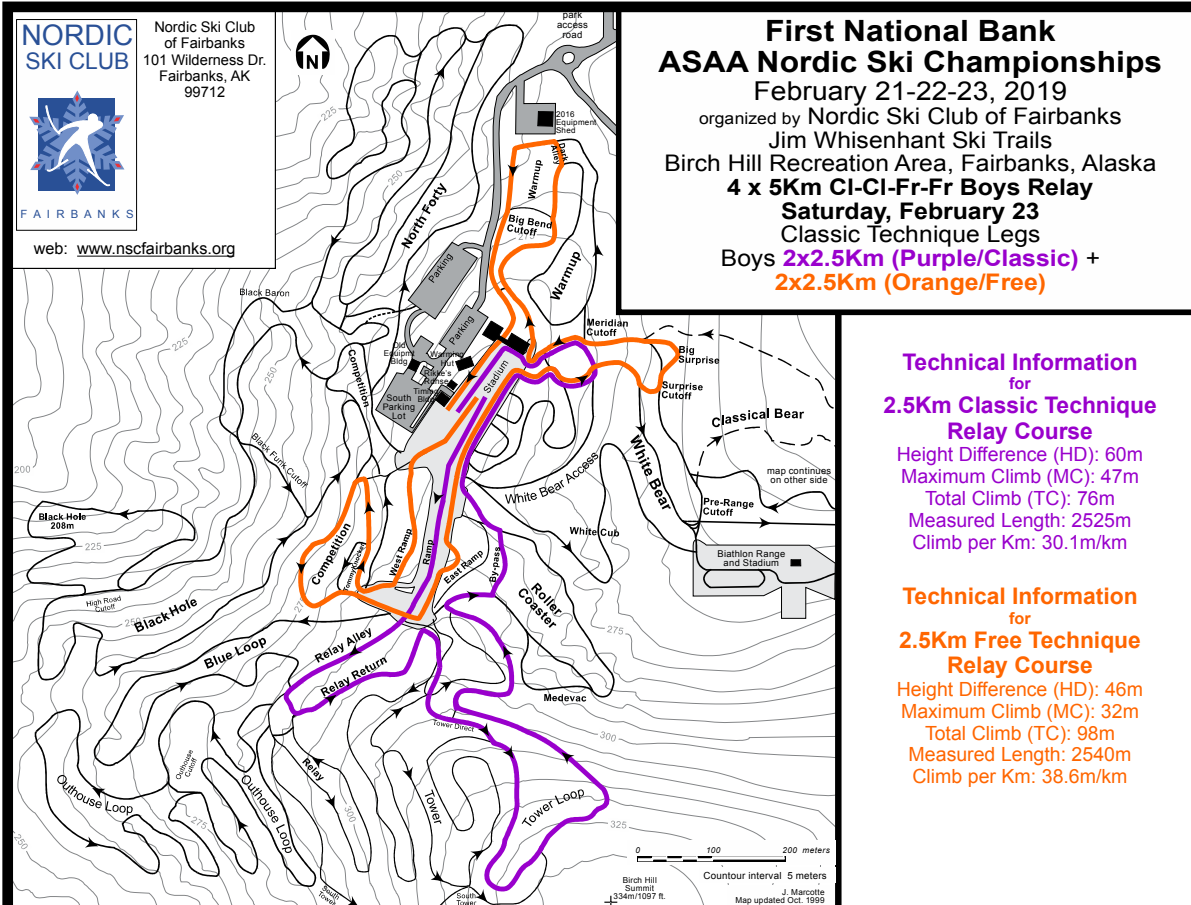 NORDIC
SKI CLUB
FAIRBANKS
Nordic Ski Club
of Fairbanks
101 Wilderness Dr.
Fairbanks, AK
99712
web: www.nscfairbanks.org
N
park
access
road
First National Bank
ASAA Nordic Ski Championships
February 21-22-23, 2019
organized by Nordic Ski Club of Fairbanks
Jim Whisenhant Ski Trails
Birch Hill Recreation Area, Fairbanks, Alaska
4 x 5Km Cl-Cl-Fr-Fr Boys Relay
Saturday, February 23
Classic Technique Legs
Boys 2x2.5Km (Purple/Classic) +
2x2.5Km (Orange/Free)
Technical Information
for
2.5Km Classic Technique
Relay Course
Height Difference (HD): 60m
Maximum Climb (MC): 47m
Total Climb (TC): 76m
Measured Length: 2525m
Climb per Km: 30.1m/km
Technical Information
for
2.5Km Free Technique
Relay Course
Height Difference (HD): 46m
Maximum Climb (MC): 32m
Total Climb (TC): 98m
Measured Length: 2540m
Climb per Km: 38.6m/km
2016
Equipment
Shed
Dark
Alley
Warmup
Big Bend
Cutoff
275
Warmup
225
250
North Forty
Parking
Parking
Black Baron
Meridian
Cutoff
Big
Surprise
Surprise
Cutoff
Old
Equipmt
Bldg
Warming
Hut
Rikke's
Stadium
South
Parking
Lot
Competition
225
250
Classical Bear
White Bear
map continues
on other side
Black Funk Cutoff
200
White Bear Access
Pre-Range
Cutoff
White Cub
Black Hole
208m
225
Competition
West Ramp
Ramp
East Ramp
By-pass
Biathlon Range
and Stadium
Roller
Coaster
High Road
Cutoff
250
Black Hole
275
Blue Loop
Relay Alley
Relay Return
Medevac
Tower Direct
300
Outhouse
Cutoff
Relay
Outhouse Loop
Outhouse Loop
275
300
Tower
Tower Loop
325
250
0 100 200 meters
Countour interval 5 meters
Birch Hill
Summit
334m/1097 ft.
J. Marcotte
Map updated Oct. 1999
South
Tower
South
Tower